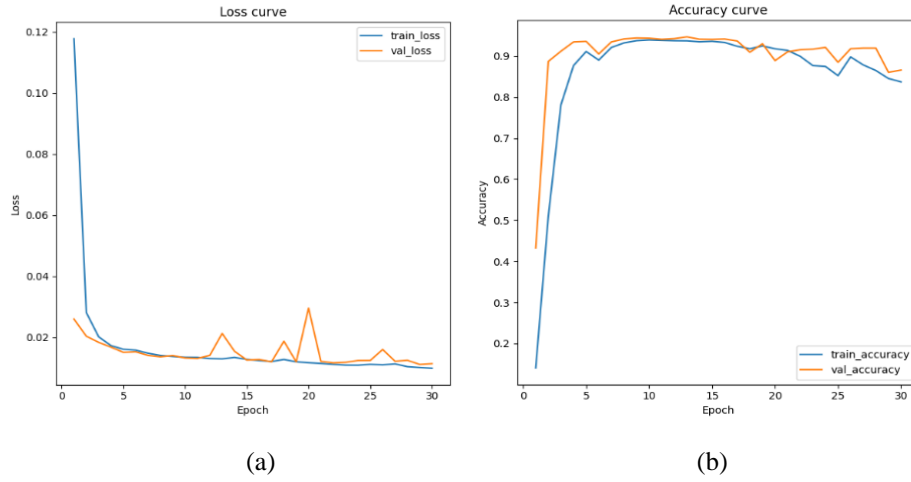 Loss curve
train_loss
val_loss
0.12
0.10
0.08
0.06
0.04
0.02
Loss
0
5
10
15
20
25
30
Epoch
(a)
Accuracy curve
0.9
0.8
0.7
0.6
0.5
0.4
0.3
0.2
Accuracy
train_accuracy
val_accuracy
0
5
10
15
20
25
30
Epoch
(b)